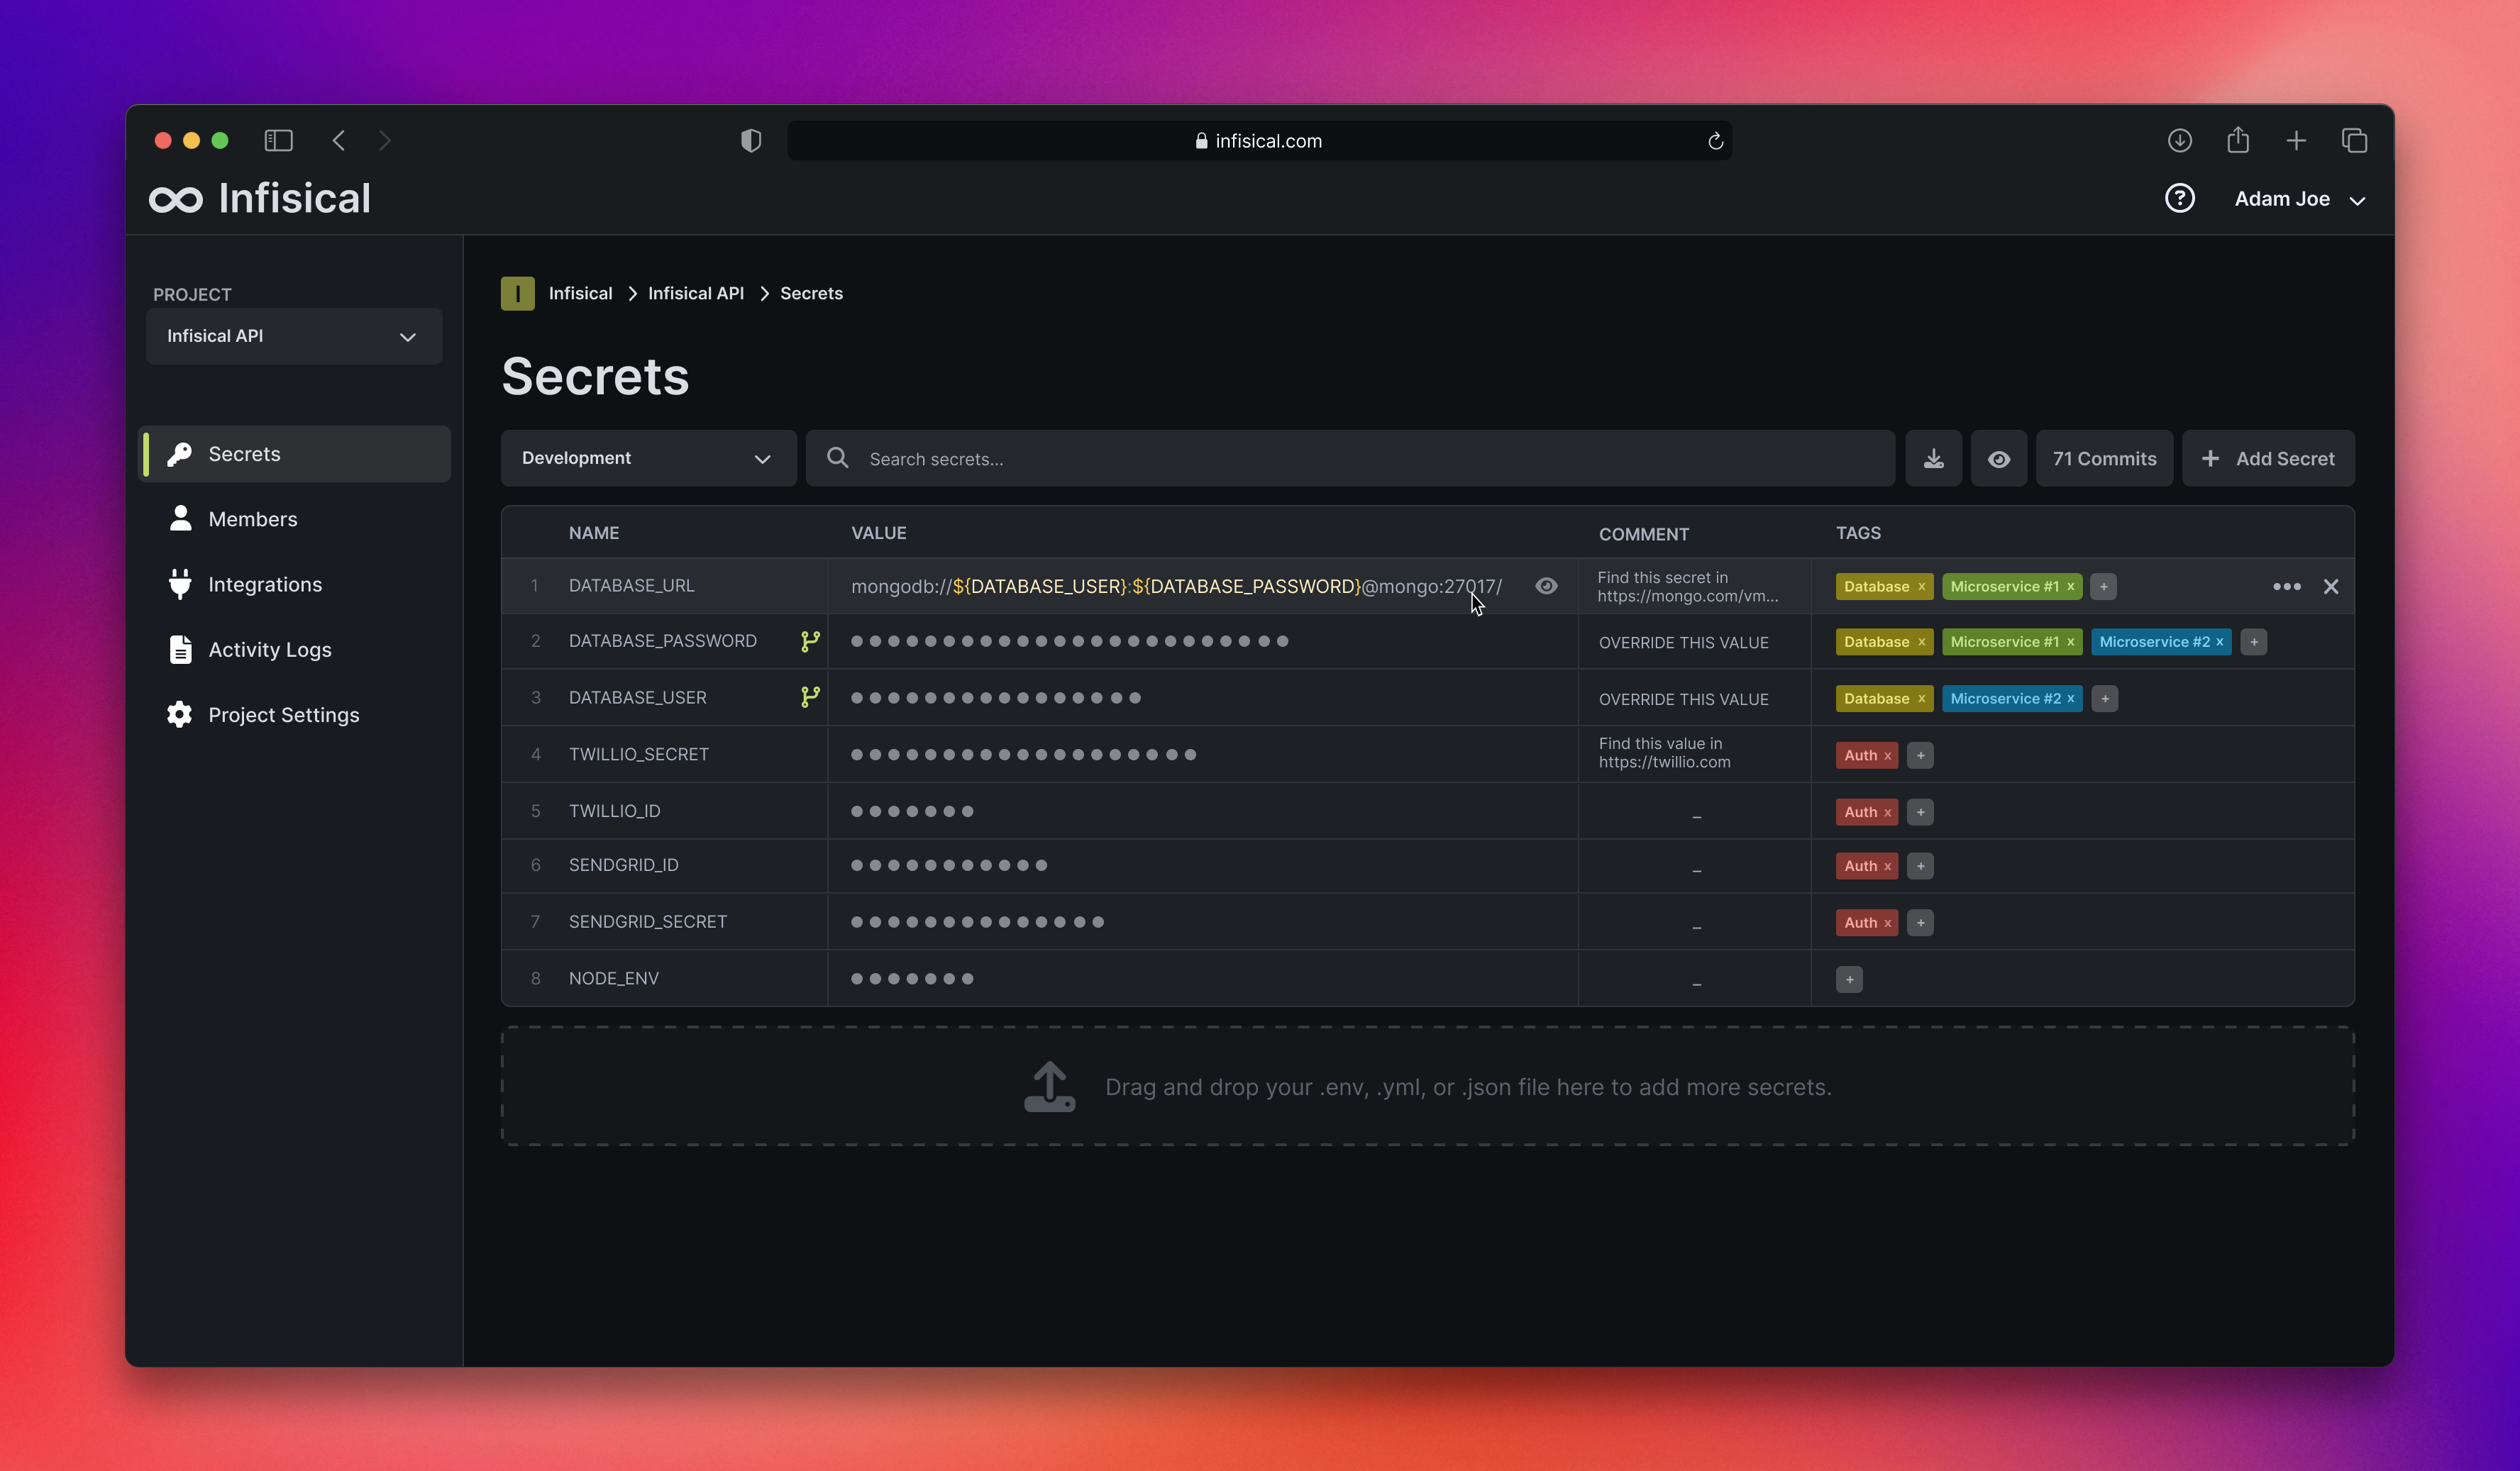 infisical.com
Infisical
Adam Joe
PROJECT
Infisical API
Secrets
Members
Integrations
Activity Logs
Project Settings
I Infisical > Infisical API > Secrets
Secrets
Development
Search secrets...
71 Commits
+ Add Secret
NAME VALUE COMMENT TAGS
1 DATABASE_URL mongodb://${DATABASE_USER}:${DATABASE_PASSWORD}@mongo:27017/ Find this secret in
https://mongo.com/vm...
Database x Microservice #1 x +
2 DATABASE_PASSWORD OVERRIDE THIS VALUE Database x Microservice #1 x Microservice #2 x +
3 DATABASE_USER OVERRIDE THIS VALUE Database x Microservice #2 x +
4 TWILLIO_SECRET Find this value in
https://twillio.com
Auth x +
5 TWILLIO_ID – Auth x +
6 SENDGRID_ID – Auth x +
7 SENDGRID_SECRET – Auth x +
8 NODE_ENV – +
Drag and drop your .env, .yml, or .json file here to add more secrets.